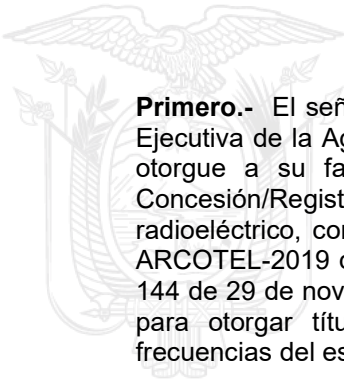 Primero.- El señ
Ejecutiva de la Ag
otorgue a su fa
Concesión/Regist
radioeléctrico, co
ARCOTEL-2019
144 de 29 de nov
para otorgar títu
frecuencias del es